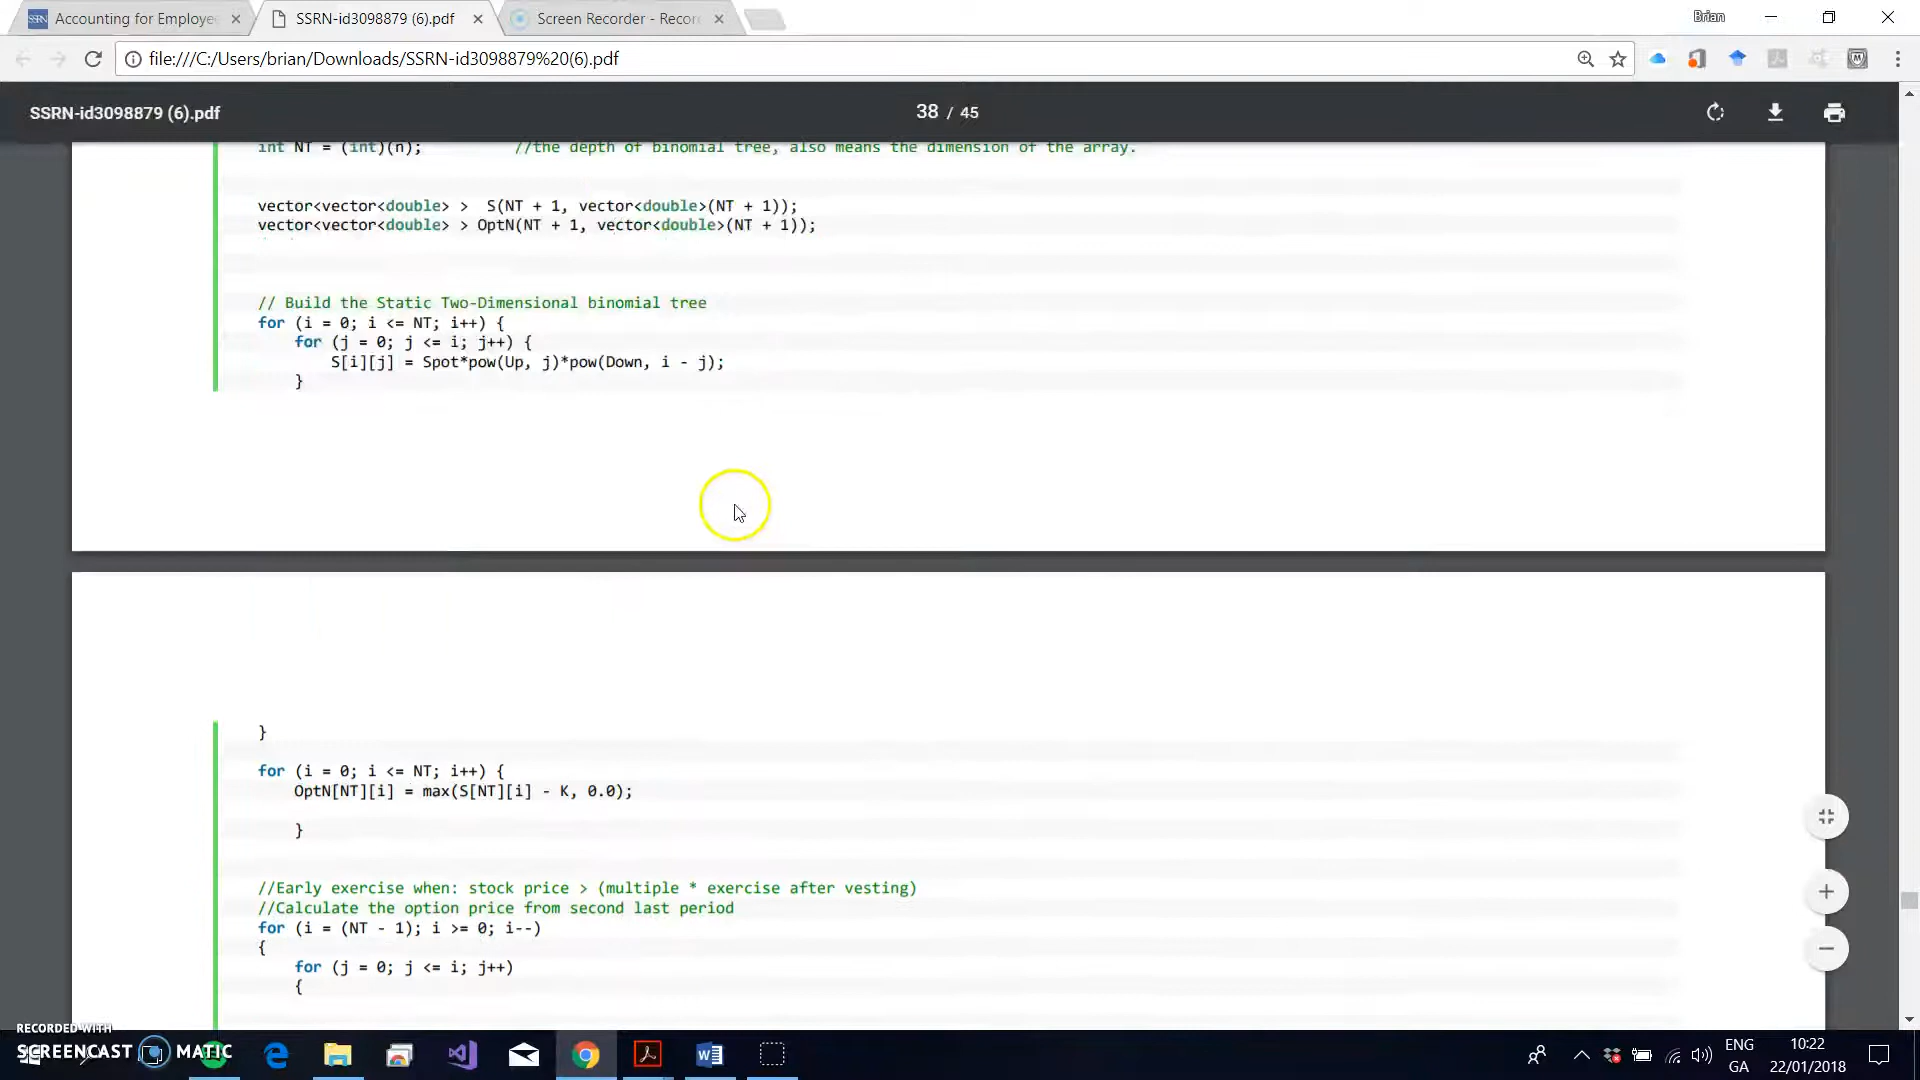 Accounting for Employe
SSRN-id3098879 (6).pdf
Screen Recorder - Recor
Brian
file:///C:/Users/brian/Downloads/SSRN-id3098879%20(6).pdf
SSRN-id3098879 (6).pdf
38 / 45
int NT = (int)(n); //the depth of binomial tree, also means the dimension of the array.
vector<vector<double> > S(NT + 1, vector<double>(NT + 1));
vector<vector<double> > OptN(NT + 1, vector<double>(NT + 1));
// Build the Static Two-Dimensional binomial tree
for (i = 0; i <= NT; i++) {
for (j = 0; j <= i; j++) {
S[i][j] = Spot*pow(Up, j)*pow(Down, i - j);
}
}
for (i = 0; i <= NT; i++) {
OptN[NT][i] = max(S[NT][i] - K, 0.0);
}
//Early exercise when: stock price > (multiple * exercise after vesting)
//Calculate the option price from second last period
for (i = (NT - 1); i >= 0; i--)
{
for (j = 0; j <= i; j++)
{
RECORDED WITH
SCREENCAST MATIC
ENG
GA
10:22
22/01/2018